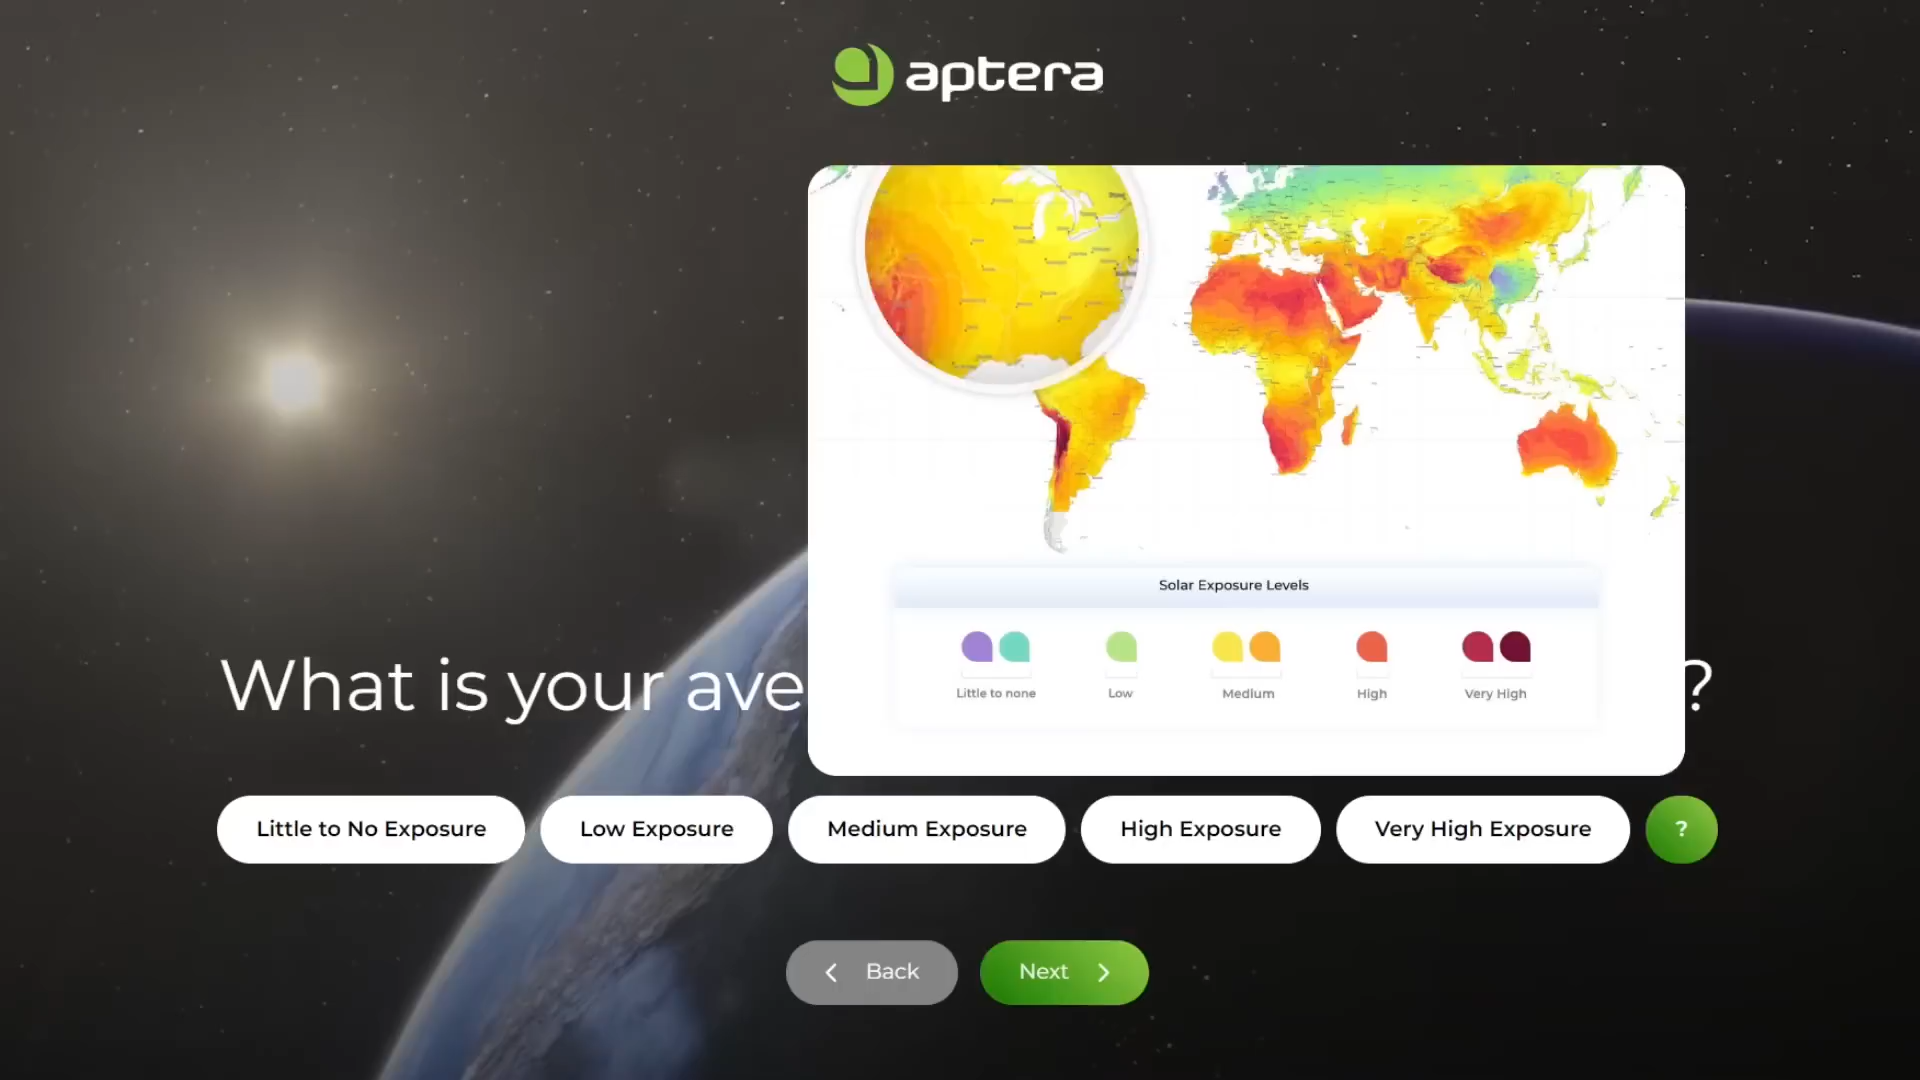 aptera
Solar Exposure Levels
Little to none
Low
Medium
High
Very High
What is your ave
?
Little to No Exposure
Low Exposure
Medium Exposure
High Exposure
Very High Exposure
?
Back
Next